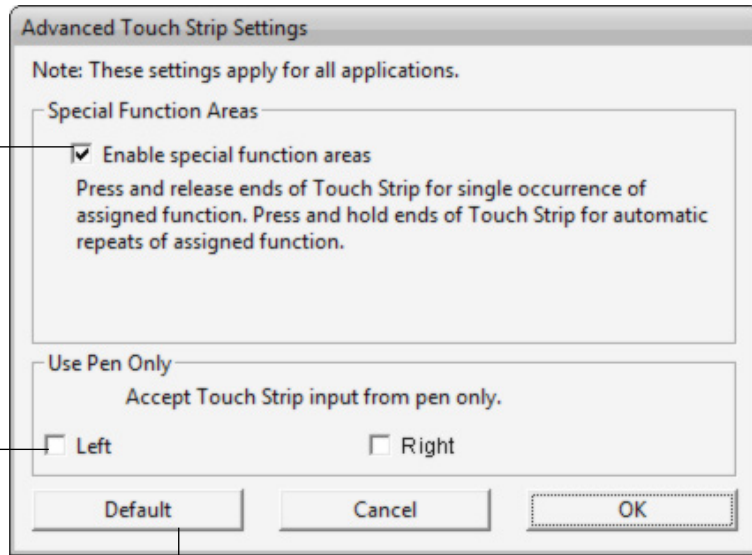 Advanced Touch Strip Settings
Note: These settings apply for all applications.
Special Function Areas
Enable special function areas
Press and release ends of Touch Strip for single occurrence of
assigned function. Press and hold ends of Touch Strip for automatic
repeats of assigned function.
Use Pen Only
Accept Touch Strip input from pen only.
Left Right
Default Cancel OK